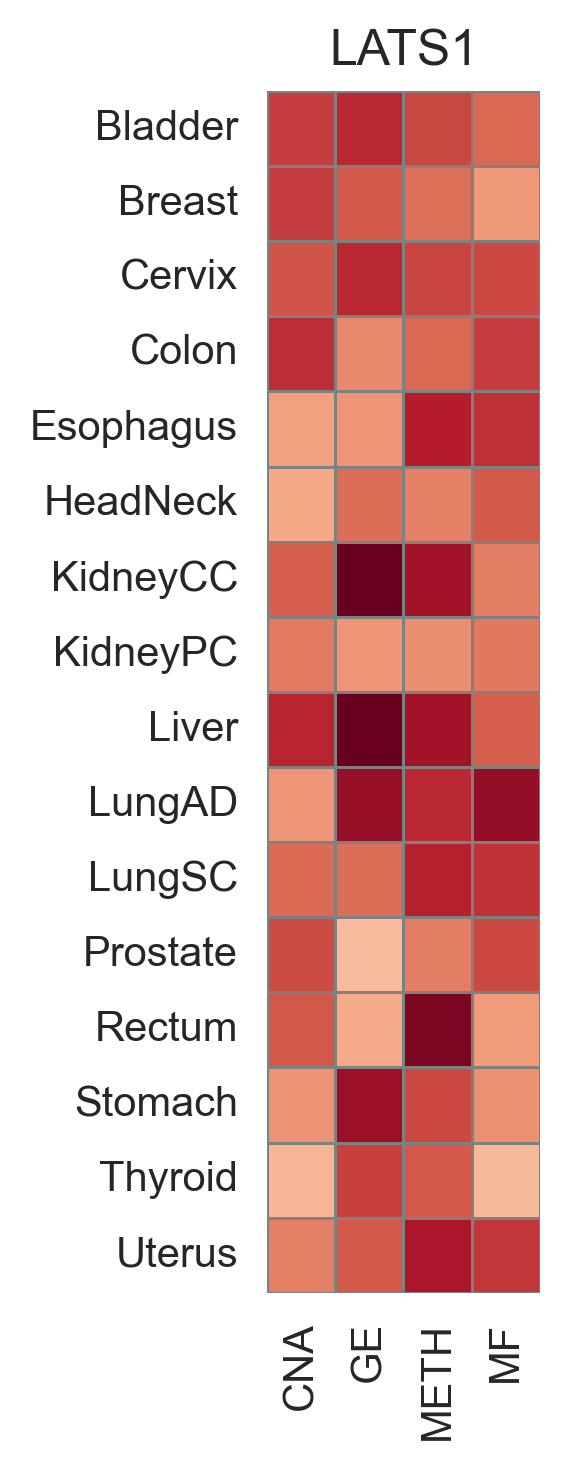 LATS1
Bladder
Breast
Cervix
Colon
Esophagus
HeadNeck
KidneyCC
KidneyPC
Liver
LungAD
LungSC
Prostate
Rectum
Stomach
Thyroid
Uterus
CNA
GE
METH
MF